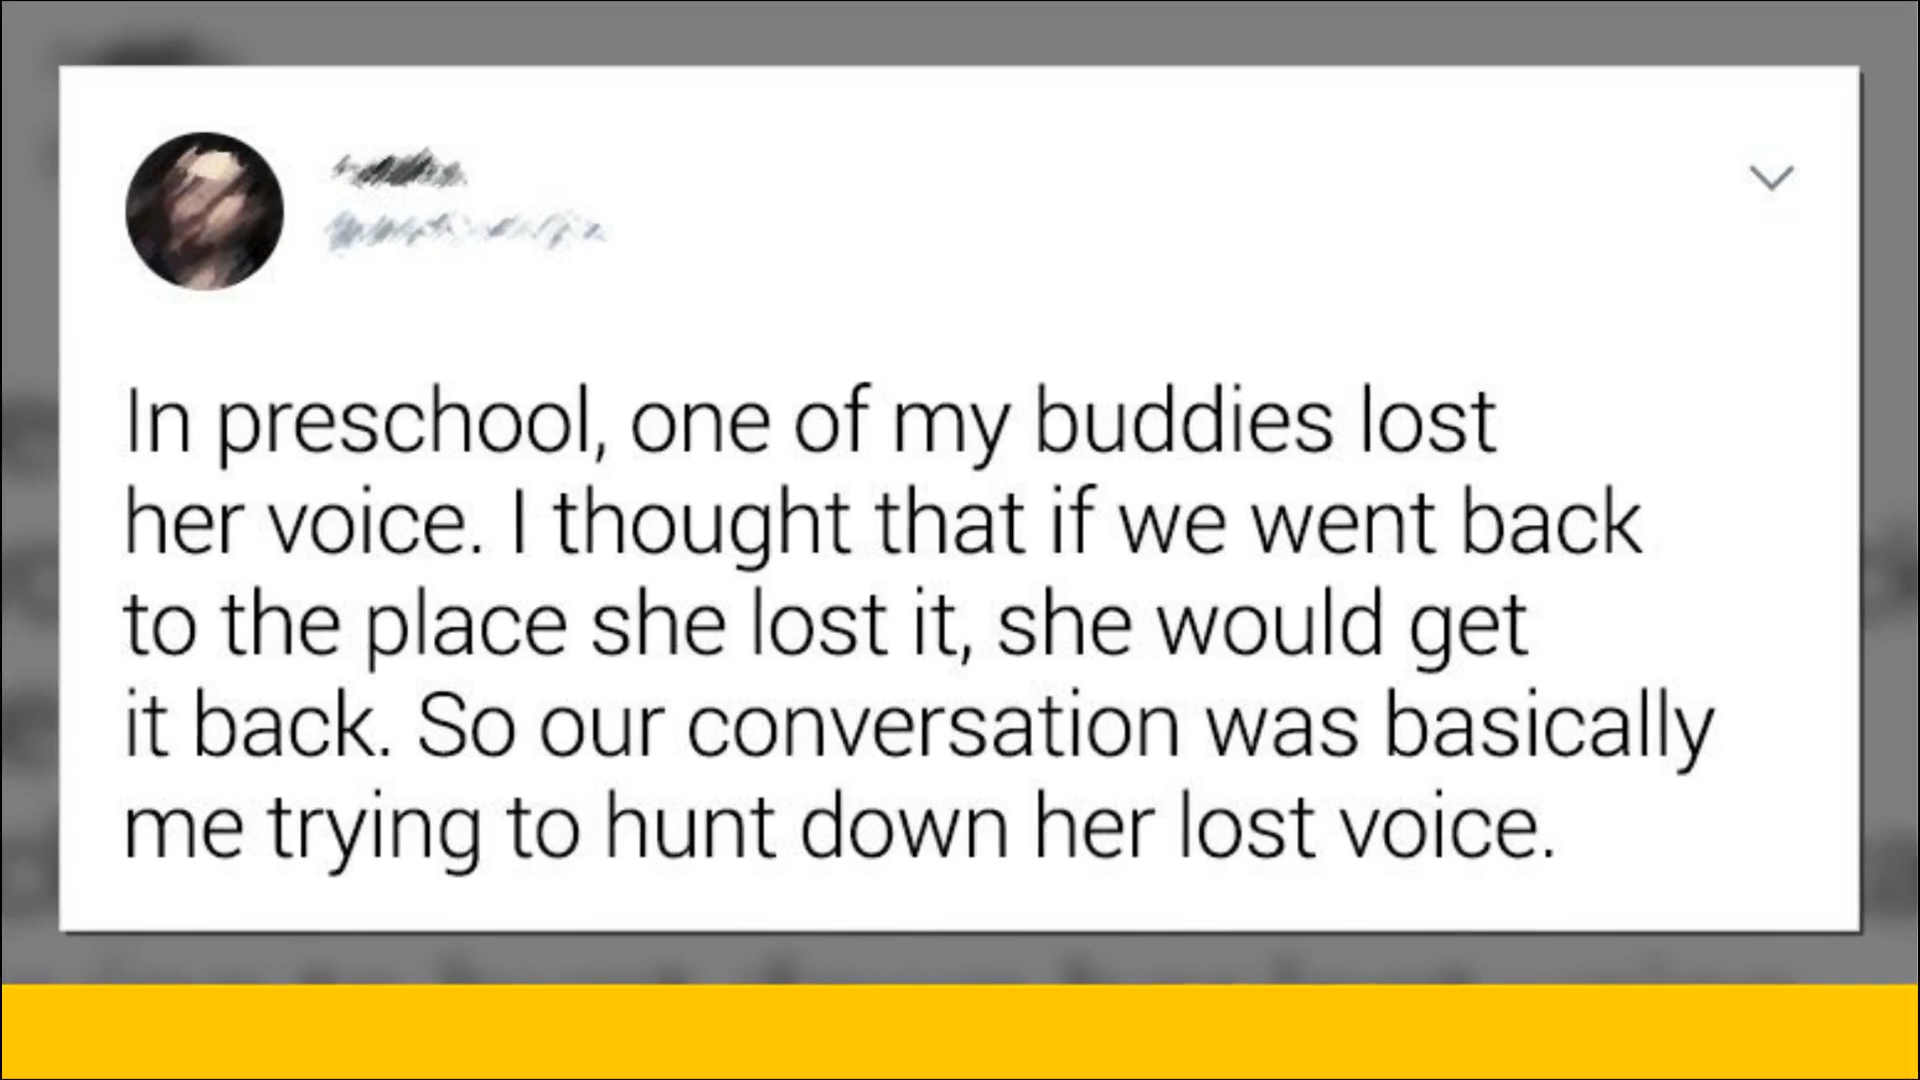 In preschool, one of my buddies lost
her voice. I thought that if we went back
to the place she lost it, she would get
it back. So our conversation was basically
me trying to hunt down her lost voice.